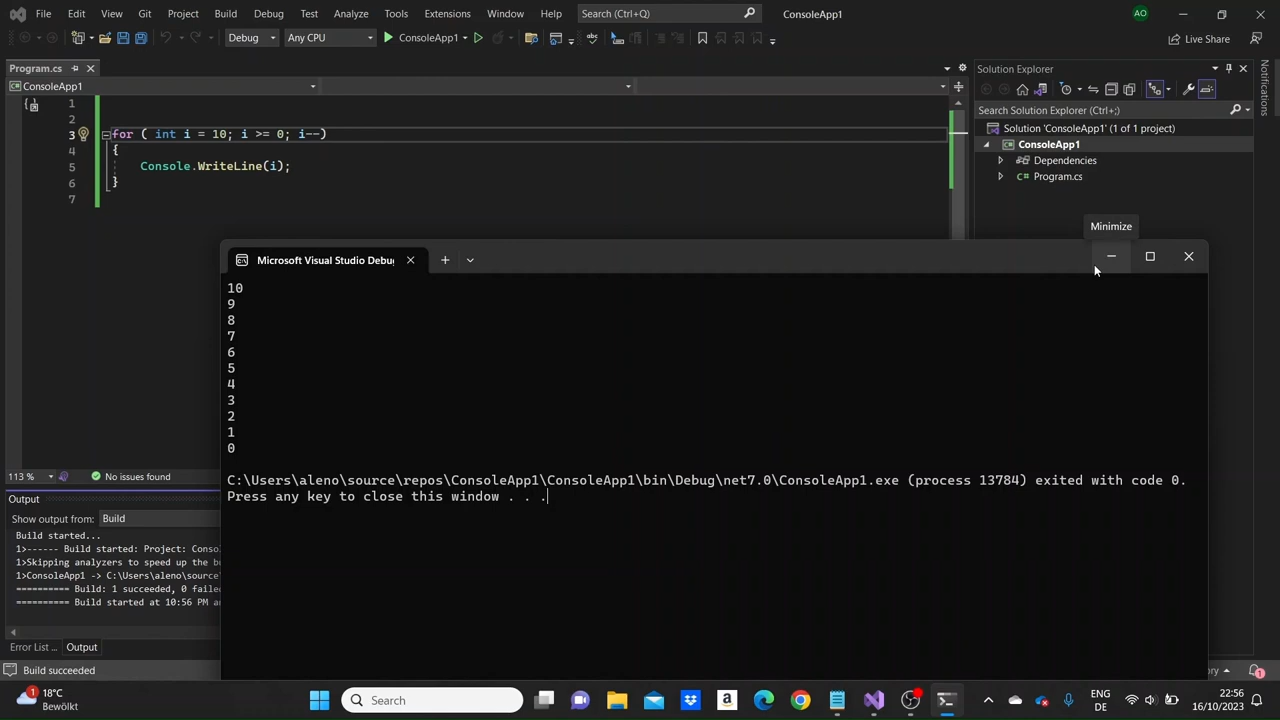 File Edit View Git Project Build Debug Test Analyze Tools Extensions Window Help Search (Ctrl+Q) ConsoleApp1 AO
Debug Any CPU ConsoleApp1 Live Share
Program.cs
ConsoleApp1
1
2
3 for ( int i = 10; i >= 0; i--)
4 {
5 Console.WriteLine(i);
6 }
7
Solution Explorer
Search Solution Explorer (Ctrl+;)
Solution 'ConsoleApp1' (1 of 1 project)
ConsoleApp1
Dependencies
Program.cs
Notifications
Minimize
Microsoft Visual Studio Debu
10
9
8
7
6
5
4
3
2
1
0
C:\Users\aleno\source\repos\ConsoleApp1\ConsoleApp1\bin\Debug\net7.0\ConsoleApp1.exe (process 13784) exited with code 0.
Press any key to close this window . . .
113 % No issues found
Output
Show output from: Build
Build started...
1>------ Build started: Project: Conso
1>Skipping analyzers to speed up the bu
1>ConsoleApp1 -> C:\Users\aleno\source\
========== Build: 1 succeeded, 0 failed
========== Build started at 10:56 PM an
Error List ... Output
Build succeeded
ory 1
1 18°C
Bewölkt
Search
ENG
DE
22:56
16/10/2023